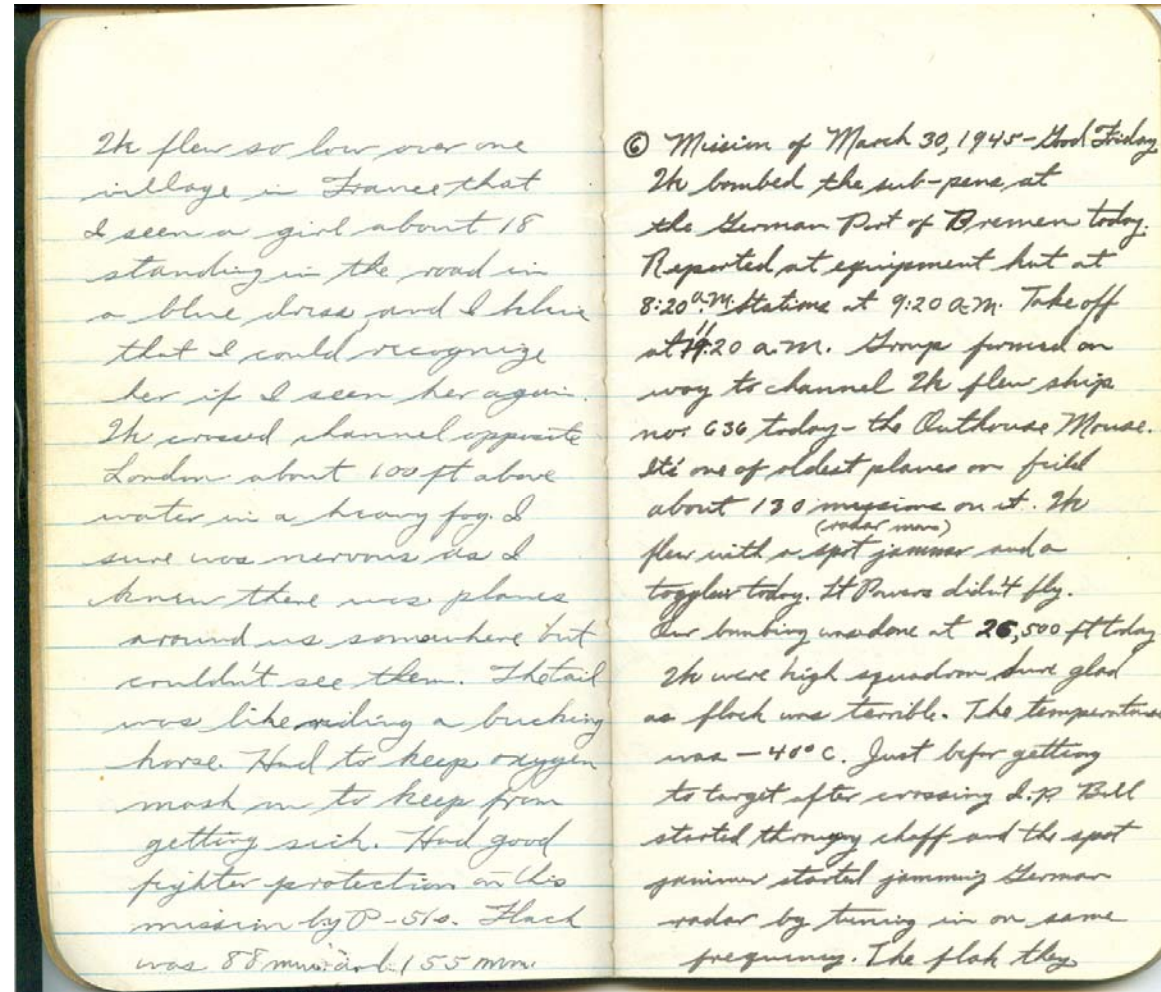 We flew so low over one
village in France that
I seen a girl about 18
standing in the road in
a blue dress, and I believe
that I could recognize
her if I seen her again.
We crossed channel opposite
London about 100 ft above
water in a heavy fog. I
sure was nervous as I
knew there was planes
around us somewhere but
couldn't see them. The tail
was like riding a bucking
horse. Had to keep oxygen
mask on to keep from
getting sick. Had good
fighter protection on this
mission by P-51s. Flack
was 88 mm and 155 mm.
⑥ Mission of March 30, 1945 - Good Friday
We bombed the sub-pens, at
the German Port of Bremen today.
Reported at equipment hut at
8:20 a.m. Stations at 9:20 a.m. Take off
at 11:20 a.m. Group formed on
way to channel We flew ship
no. 636 today - the Outhouse Mouse.
Its' one of oldest planes on field
about 130 missions on it. We
(radar man)
flew with a spot jammer and a
toggleer today. Lt Powers didn't fly.
Our bombing was done at 26,500 ft today
We were high squadron sure glad
as flack was terrible. The temperature
was -40° C. Just befor getting
to target after crossing I.P. Bill
started throwing chaff and the spot
jammer started jamming German
radar by tuning in on same
frequency. The flak they